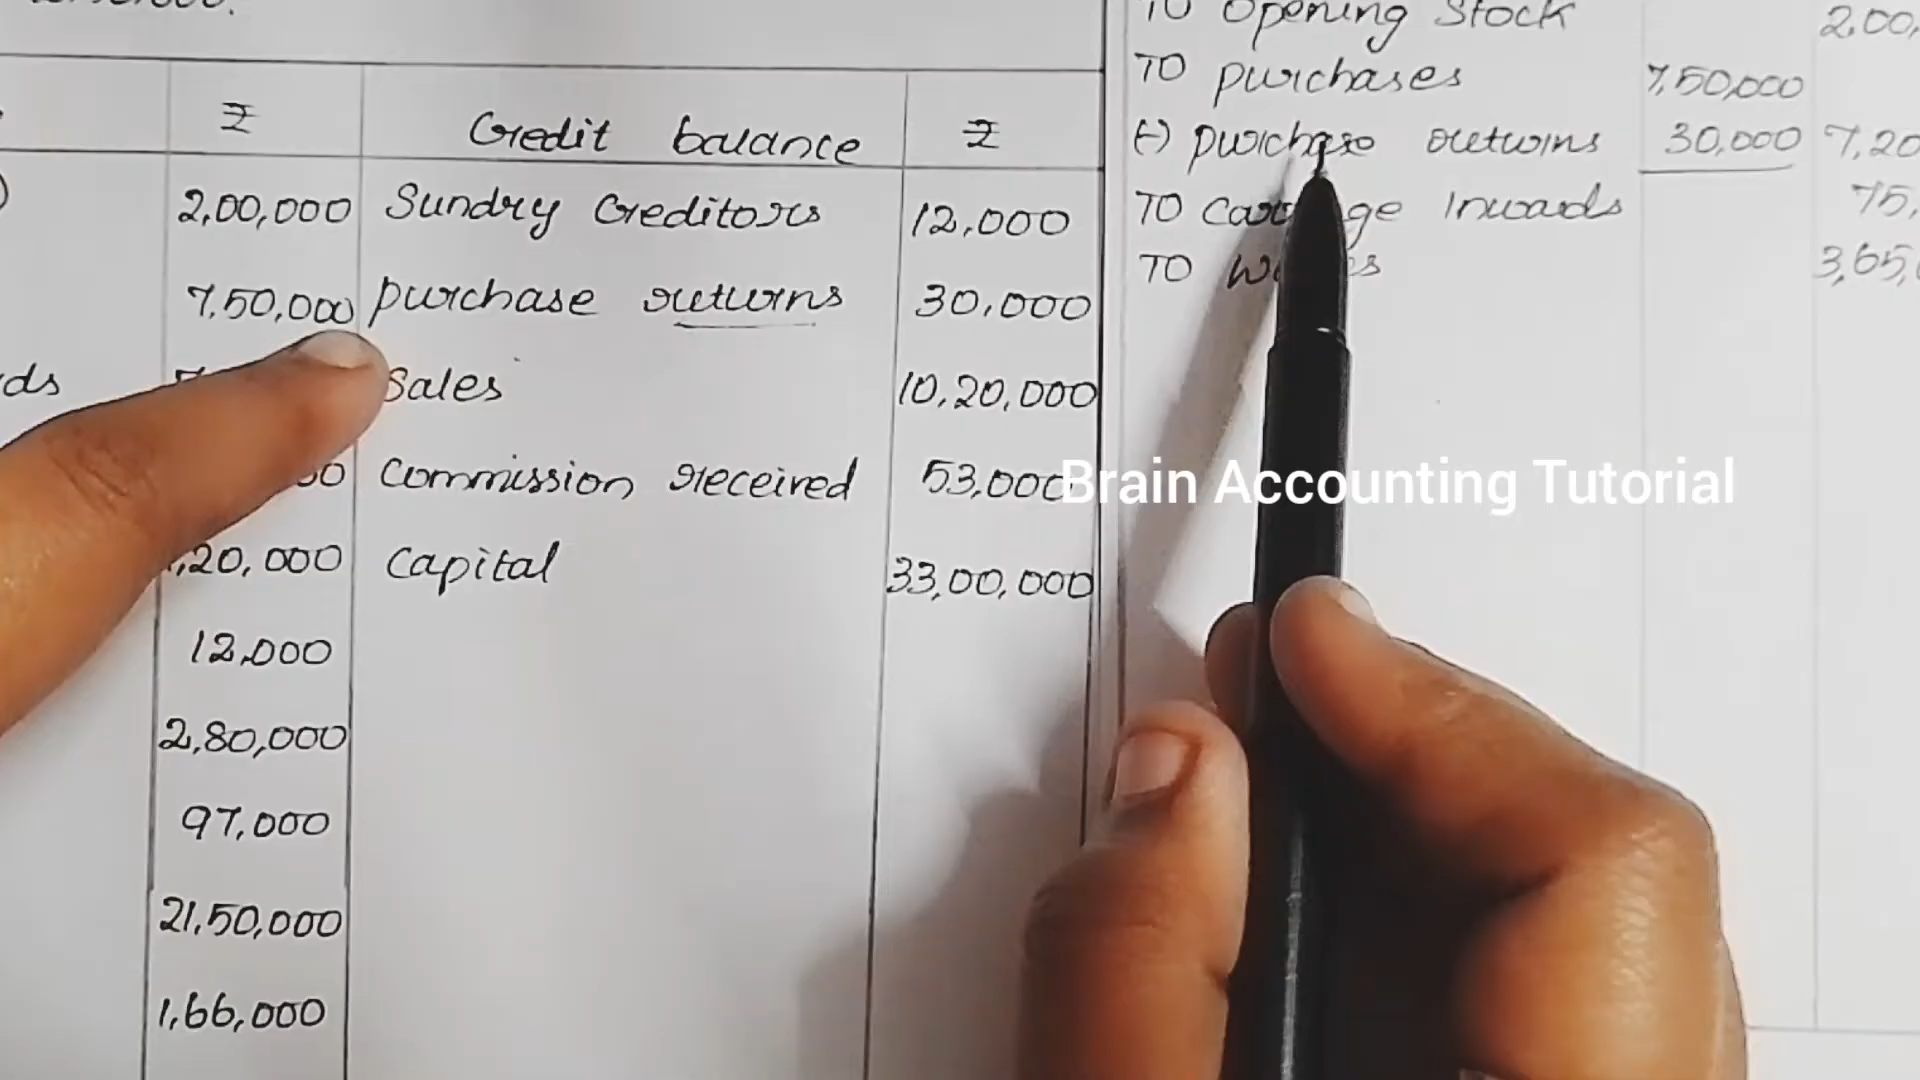 ₹ Credit balance ₹
2,00,000 Sundry Creditors 12,000
7,50,000 purchase returns 30,000
ds Sales 10,20,000
Commission received 53,000
,20,000 Capital 33,00,000
12,000
2,80,000
97,000
21,50,000
1,66,000
TO Opening Stock 2,00,
TO purchases 7,50,000
(-) purchase returns 30,000 7,20
TO Inwards 75,
TO 3,65,
Brain Accounting Tutorial